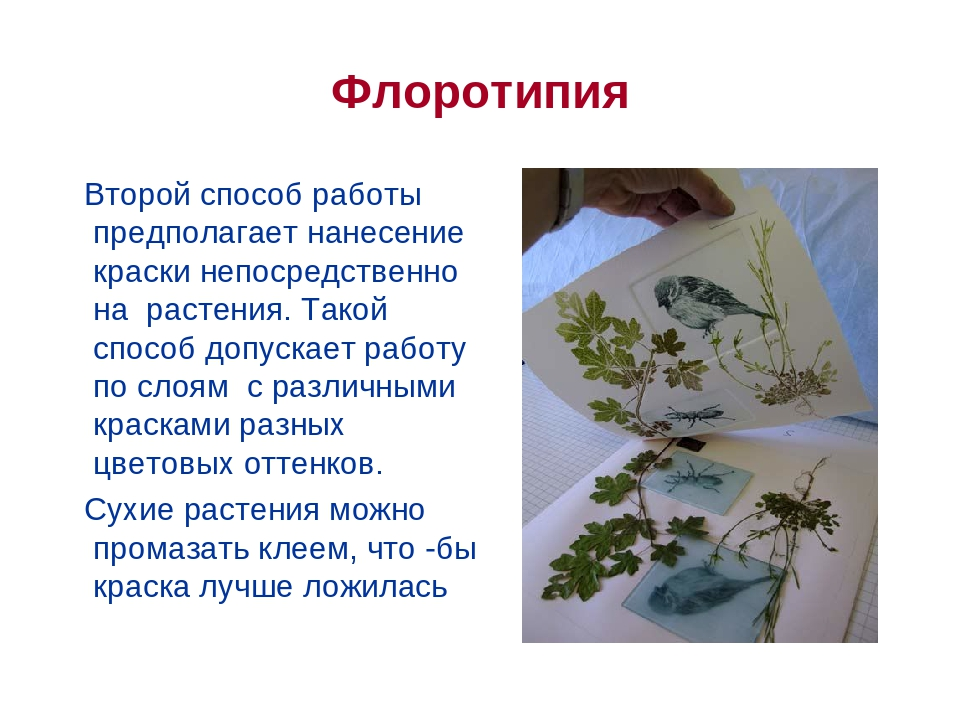 Флоротипия
Второй способ работы
предполагает нанесение
краски непосредственно
на  растения. Такой
способ допускает работу
по слоям  с различными
красками разных
цветовых оттенков.
Сухие растения можно
промазать клеем, что -бы
краска лучше ложилась